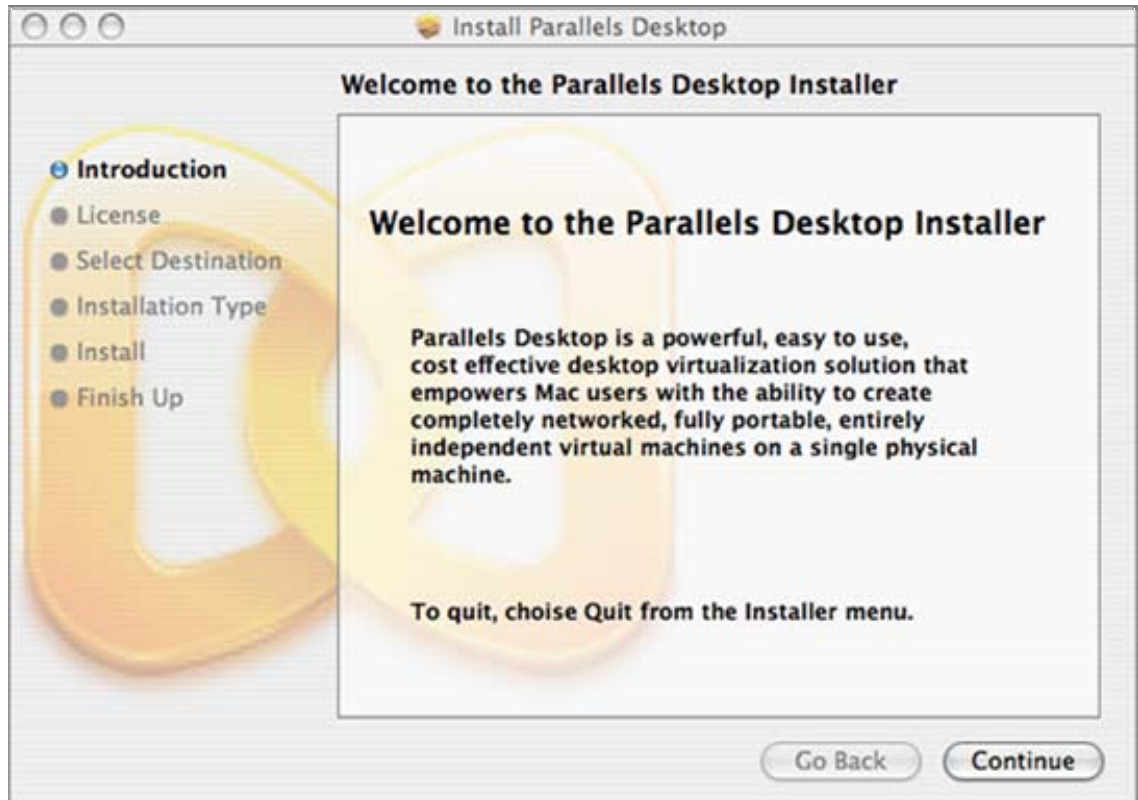 Install Parallels Desktop
Welcome to the Parallels Desktop Installer
Introduction
License
Select Destination
Installation Type
Install
Finish Up
Welcome to the Parallels Desktop Installer
Parallels Desktop is a powerful, easy to use,
cost effective desktop virtualization solution that
empowers Mac users with the ability to create
completely networked, fully portable, entirely
independent virtual machines on a single physical
machine.
To quit, choise Quit from the Installer menu.
Go Back
Continue